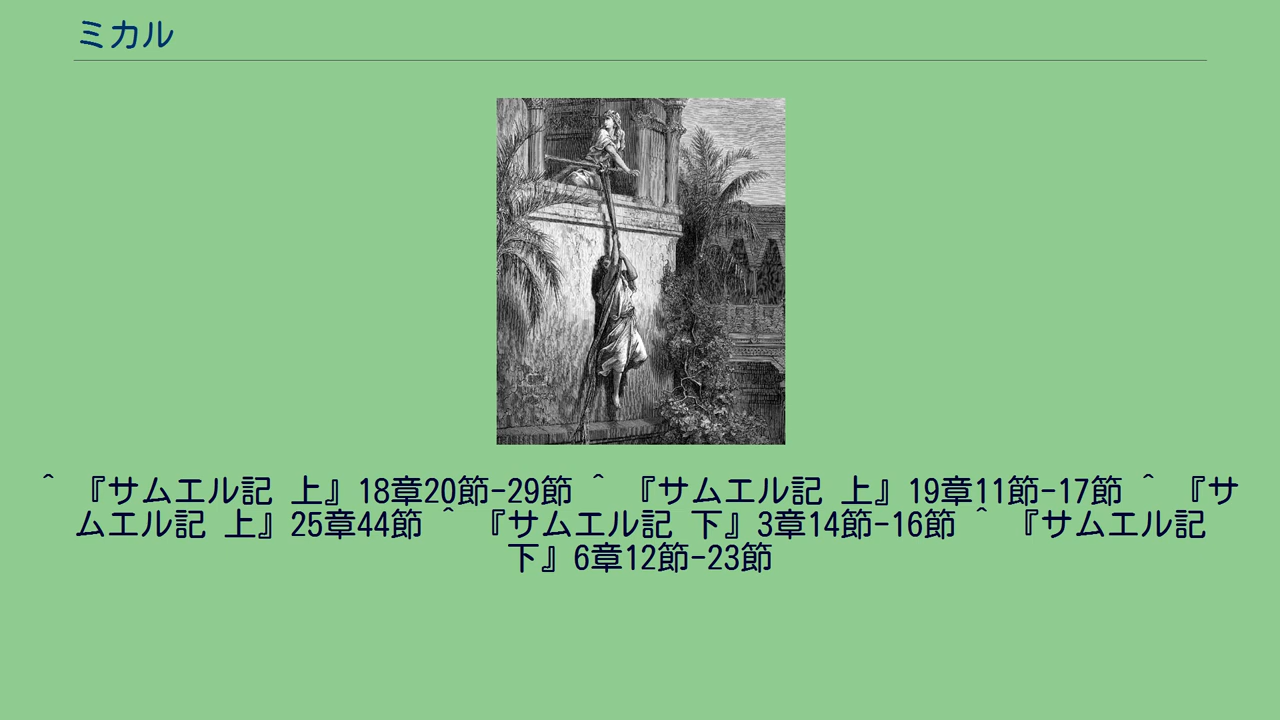 ミカル
^ 『サムエル記 上』18章20節-29節 ^ 『サムエル記 上』19章11節-17節 ^ 『サ
ムエル記 上』25章44節 ^ 『サムエル記 下』3章14節-16節 ^ 『サムエル記
下』6章12節-23節